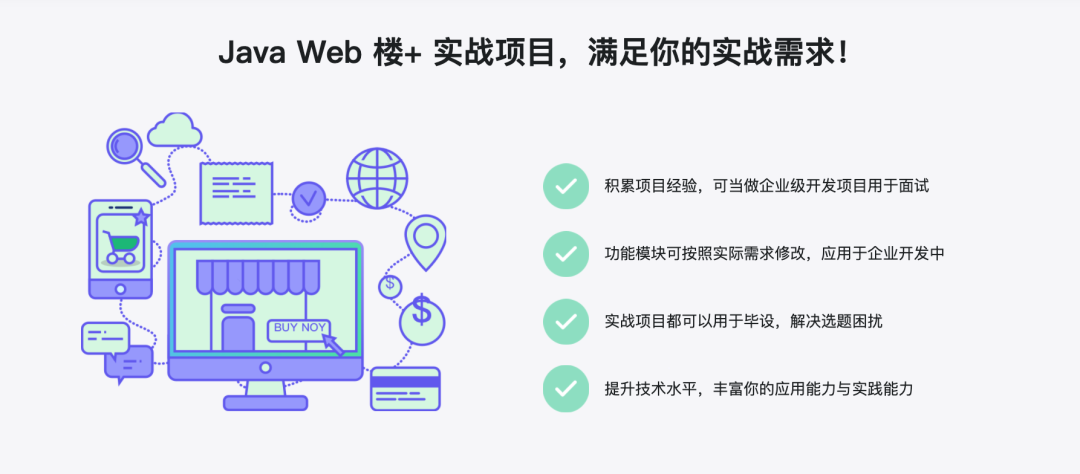 Java Web 楼+ 实战项目，满足你的实战需求！
积累项目经验，可当做企业级开发项目用于面试
功能模块可按照实际需求修改，应用于企业开发中
$
$
BUY NOY
实战项目都可以用于毕设，解决选题困扰
提升技术水平，丰富你的应用能力与实践能力